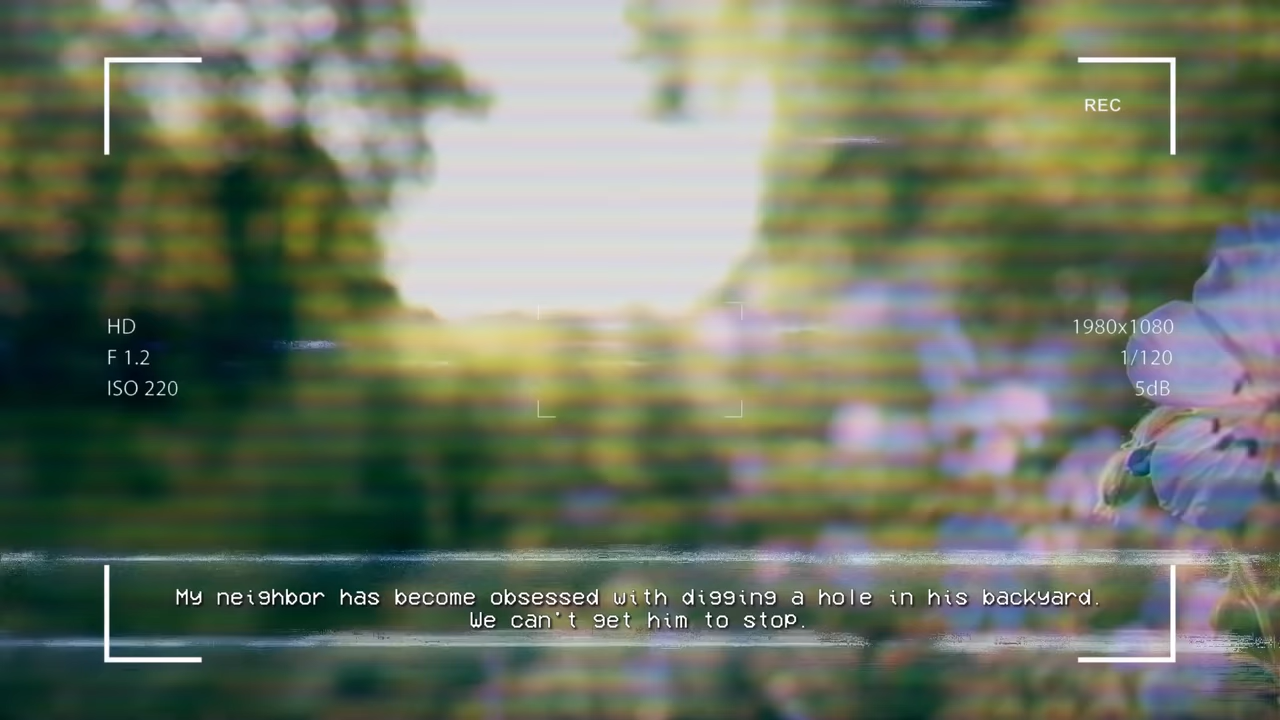 REC
HD
F 1.2
ISO 220
1980x1080
1/120
5dB
My neighbor has become obsessed with digging a hole in his backyard.
We can't get him to stop.